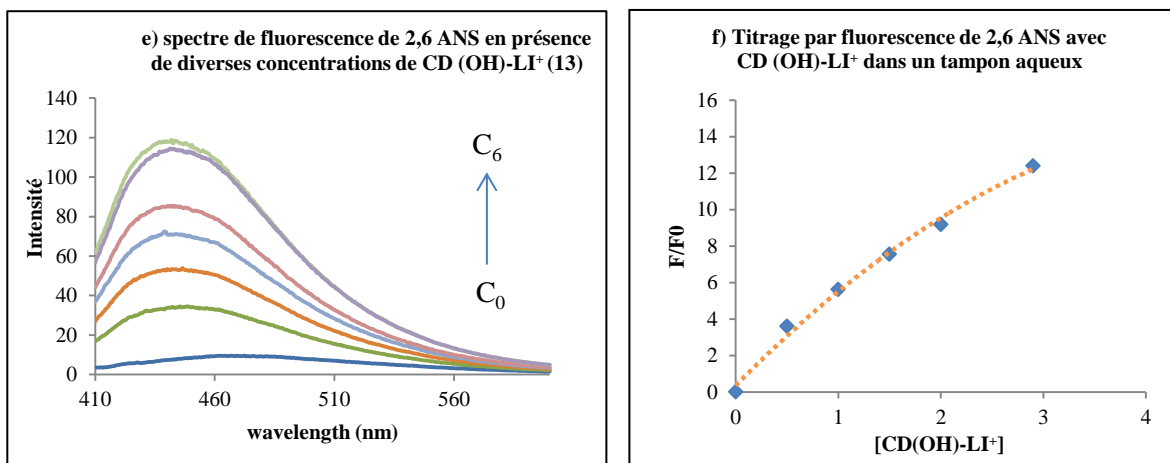 e) spectre de fluorescence de 2,6 ANS en présence
de diverses concentrations de CD (OH)-LI⁺ (13)
140
120
100
80
60
40
20
0
Intensité
C₆
C₀
410 460 510 560
wavelength (nm)
f) Titrage par fluorescence de 2,6 ANS avec
CD (OH)-LI⁺ dans un tampon aqueux
16
14
12
10
8
6
4
2
0
F/F0
0 1 2 3 4
[CD(OH)-LI⁺]